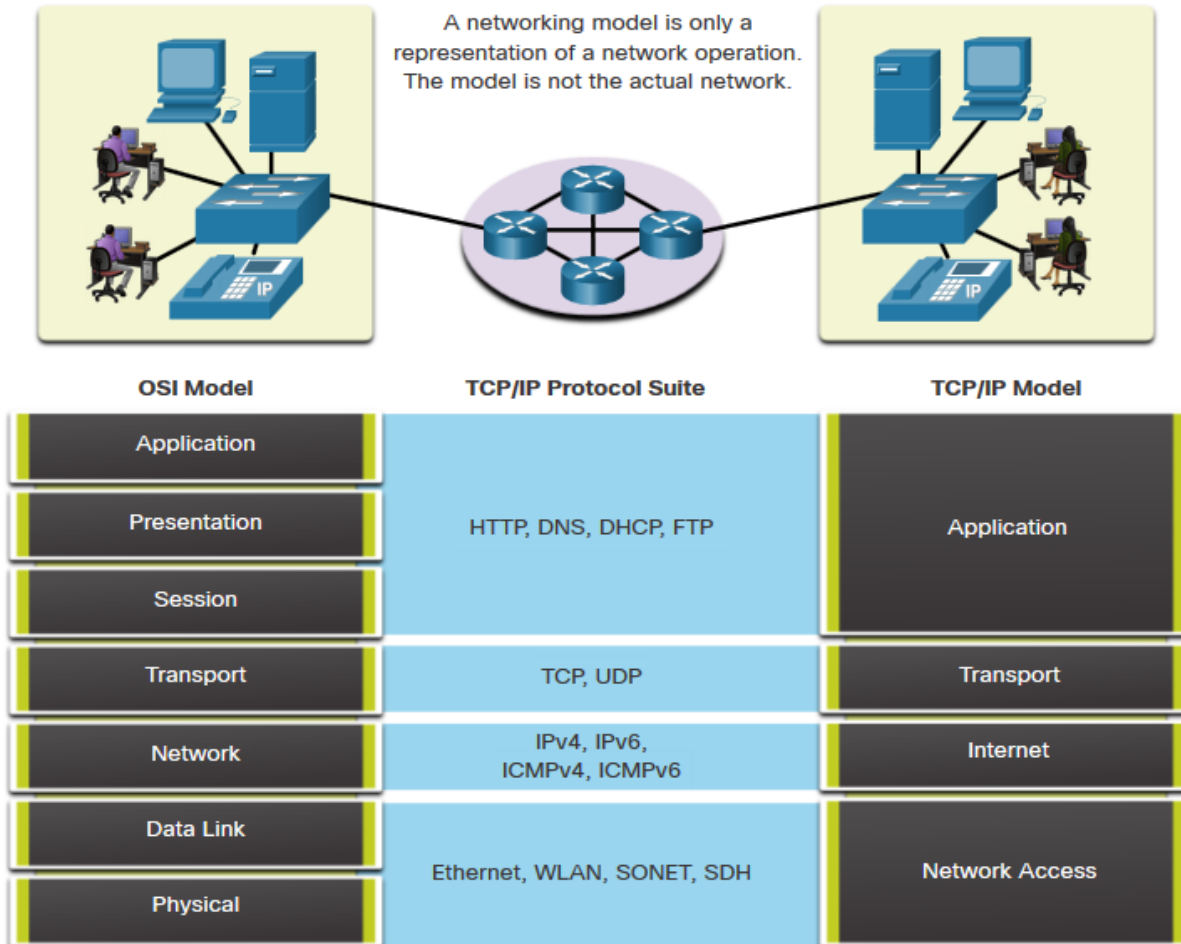 A networking model is only a
representation of a network operation.
The model is not the actual network.
IP
IP
OSI Model
TCP/IP Protocol Suite
TCP/IP Model
Application
Presentation
HTTP, DNS, DHCP, FTP
Application
Session
Transport
TCP, UDP
Transport
Network
IPv4, IPv6,
ICMPv4, ICMPv6
Internet
Data Link
Ethernet, WLAN, SONET, SDH
Network Access
Physical